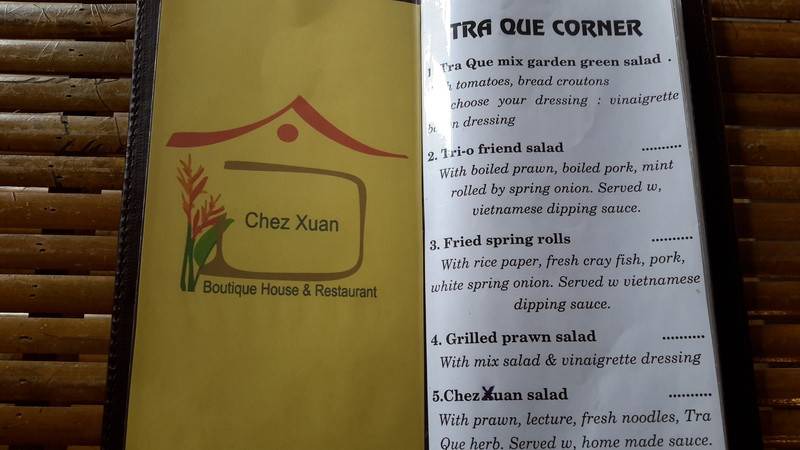 Chez Xuan
Boutique House & Restaurant
TRA QUE CORNER
Tra Que mix garden green salad .
tomatoes, bread croutons
choose your dressing : vinaigrette
dressing
2. Tri-o friend salad ..........
With boiled prawn, boiled pork, mint
rolled by spring onion. Served w,
vietnamese dipping sauce.
3. Fried spring rolls ..........
With rice paper, fresh cray fish, pork,
white spring onion. Served w vietnamese
dipping sauce.
4. Grilled prawn salad ..........
With mix salad & vinaigrette dressing
5.Chez Xuan salad ..........
With prawn, lecture, fresh noodles, Tra
Que herb. Served w, home made sauce.